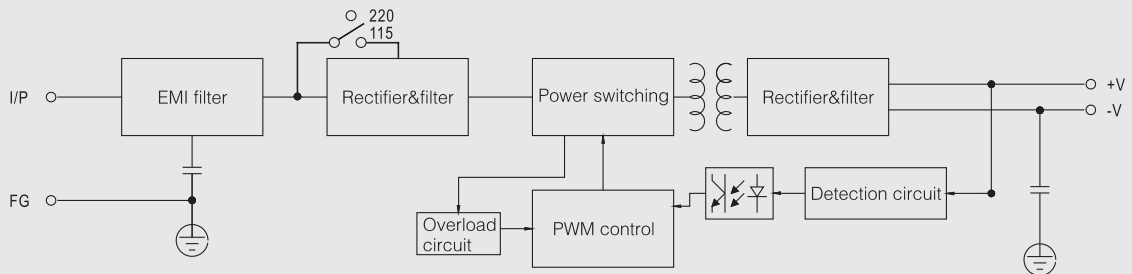 220
115
I/P
EMI filter
Rectifier&filter
Power switching
Rectifier&filter
+V
-V
FG
Overload
circuit
PWM control
Detection circuit